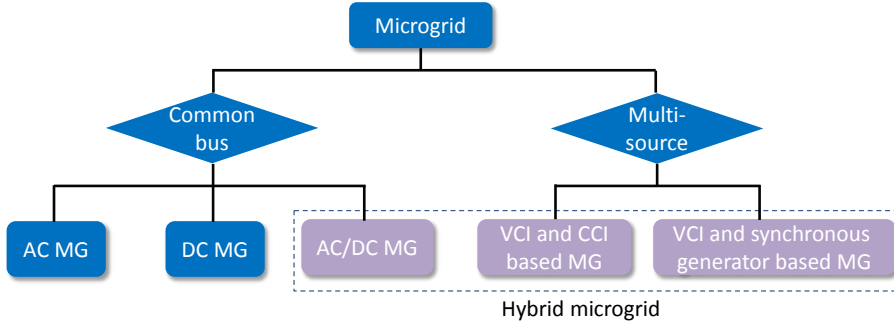 Microgrid
Common
bus
Multi-
source
AC MG
DC MG
AC/DC MG
VCI and CCI
based MG
VCI and synchronous
generator based MG
Hybrid microgrid